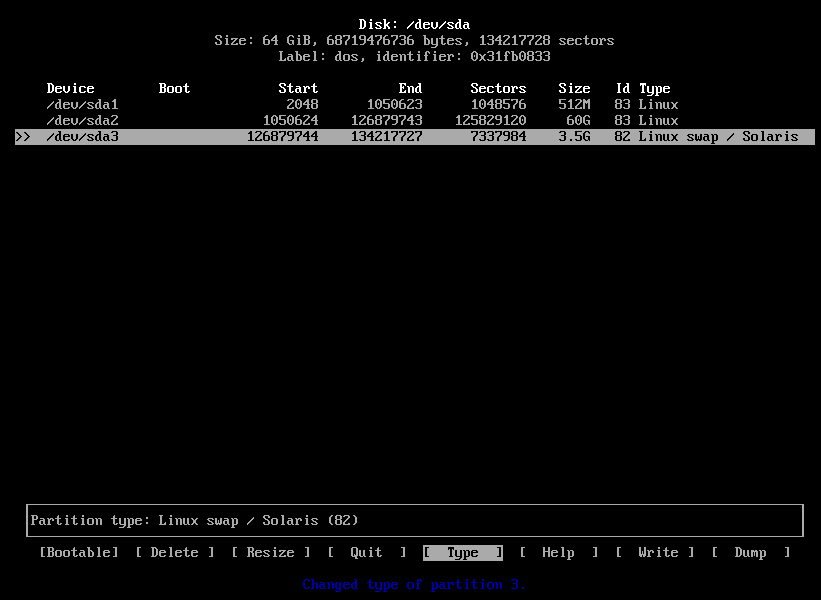 Disk: /dev/sda
Size: 64 GiB, 68719476736 bytes, 134217728 sectors
Label: dos, identifier: 0x31fb0833
Device Boot Start End Sectors Size Id Type
/dev/sda1 2048 1050623 1048576 512M 83 Linux
/dev/sda2 1050624 126879743 125829120 60G 83 Linux
>> /dev/sda3 126879744 134217727 7337984 3.5G 82 Linux swap / Solaris
Partition type: Linux swap / Solaris (82)
[Bootable] [ Delete ] [ Resize ] [ Quit ] [ Type ] [ Help ] [ Write ] [ Dump ]
Changed type of partition 3.